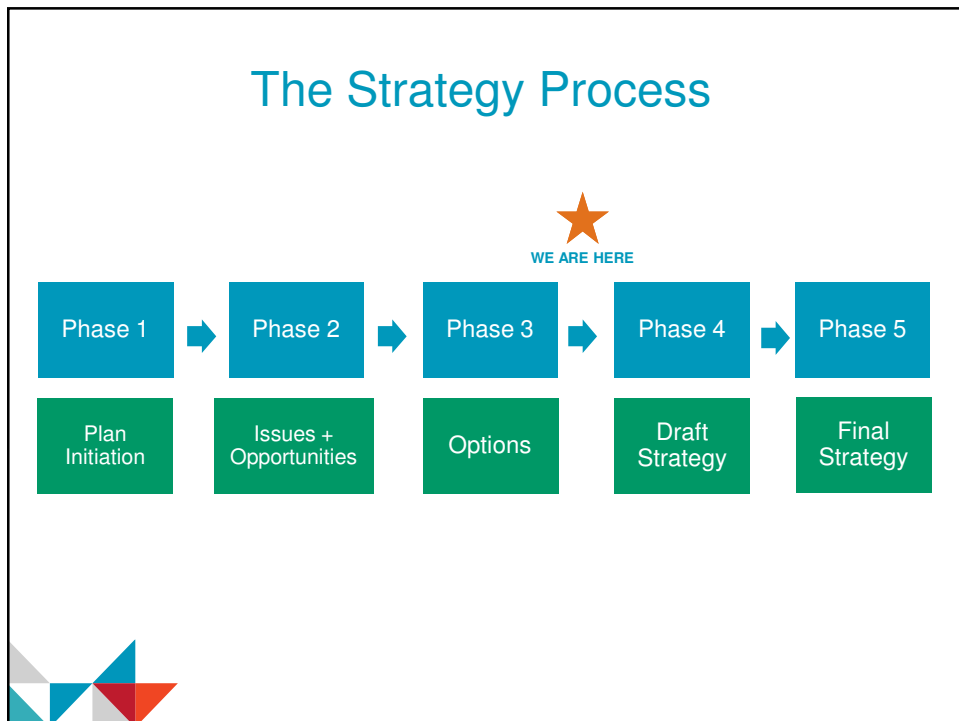 The Strategy Process
WE ARE HERE
Phase 1
Phase 2
Phase 3
Phase 4
Phase 5
Plan
Initiation
Issues +
Opportunities
Options
Draft
Strategy
Final
Strategy